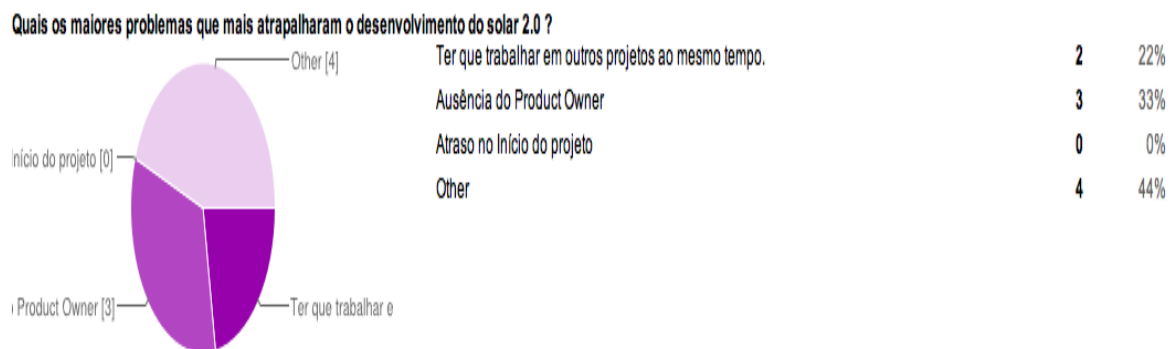 Quais os maiores problemas que mais atrapalharam o desenvolvimento do solar 2.0 ?
Other [4]
Início do projeto [0]
Product Owner [3]
Ter que trabalhar e
Ter que trabalhar em outros projetos ao mesmo tempo. 2 22%
Ausência do Product Owner 3 33%
Atraso no Início do projeto 0 0%
Other 4 44%